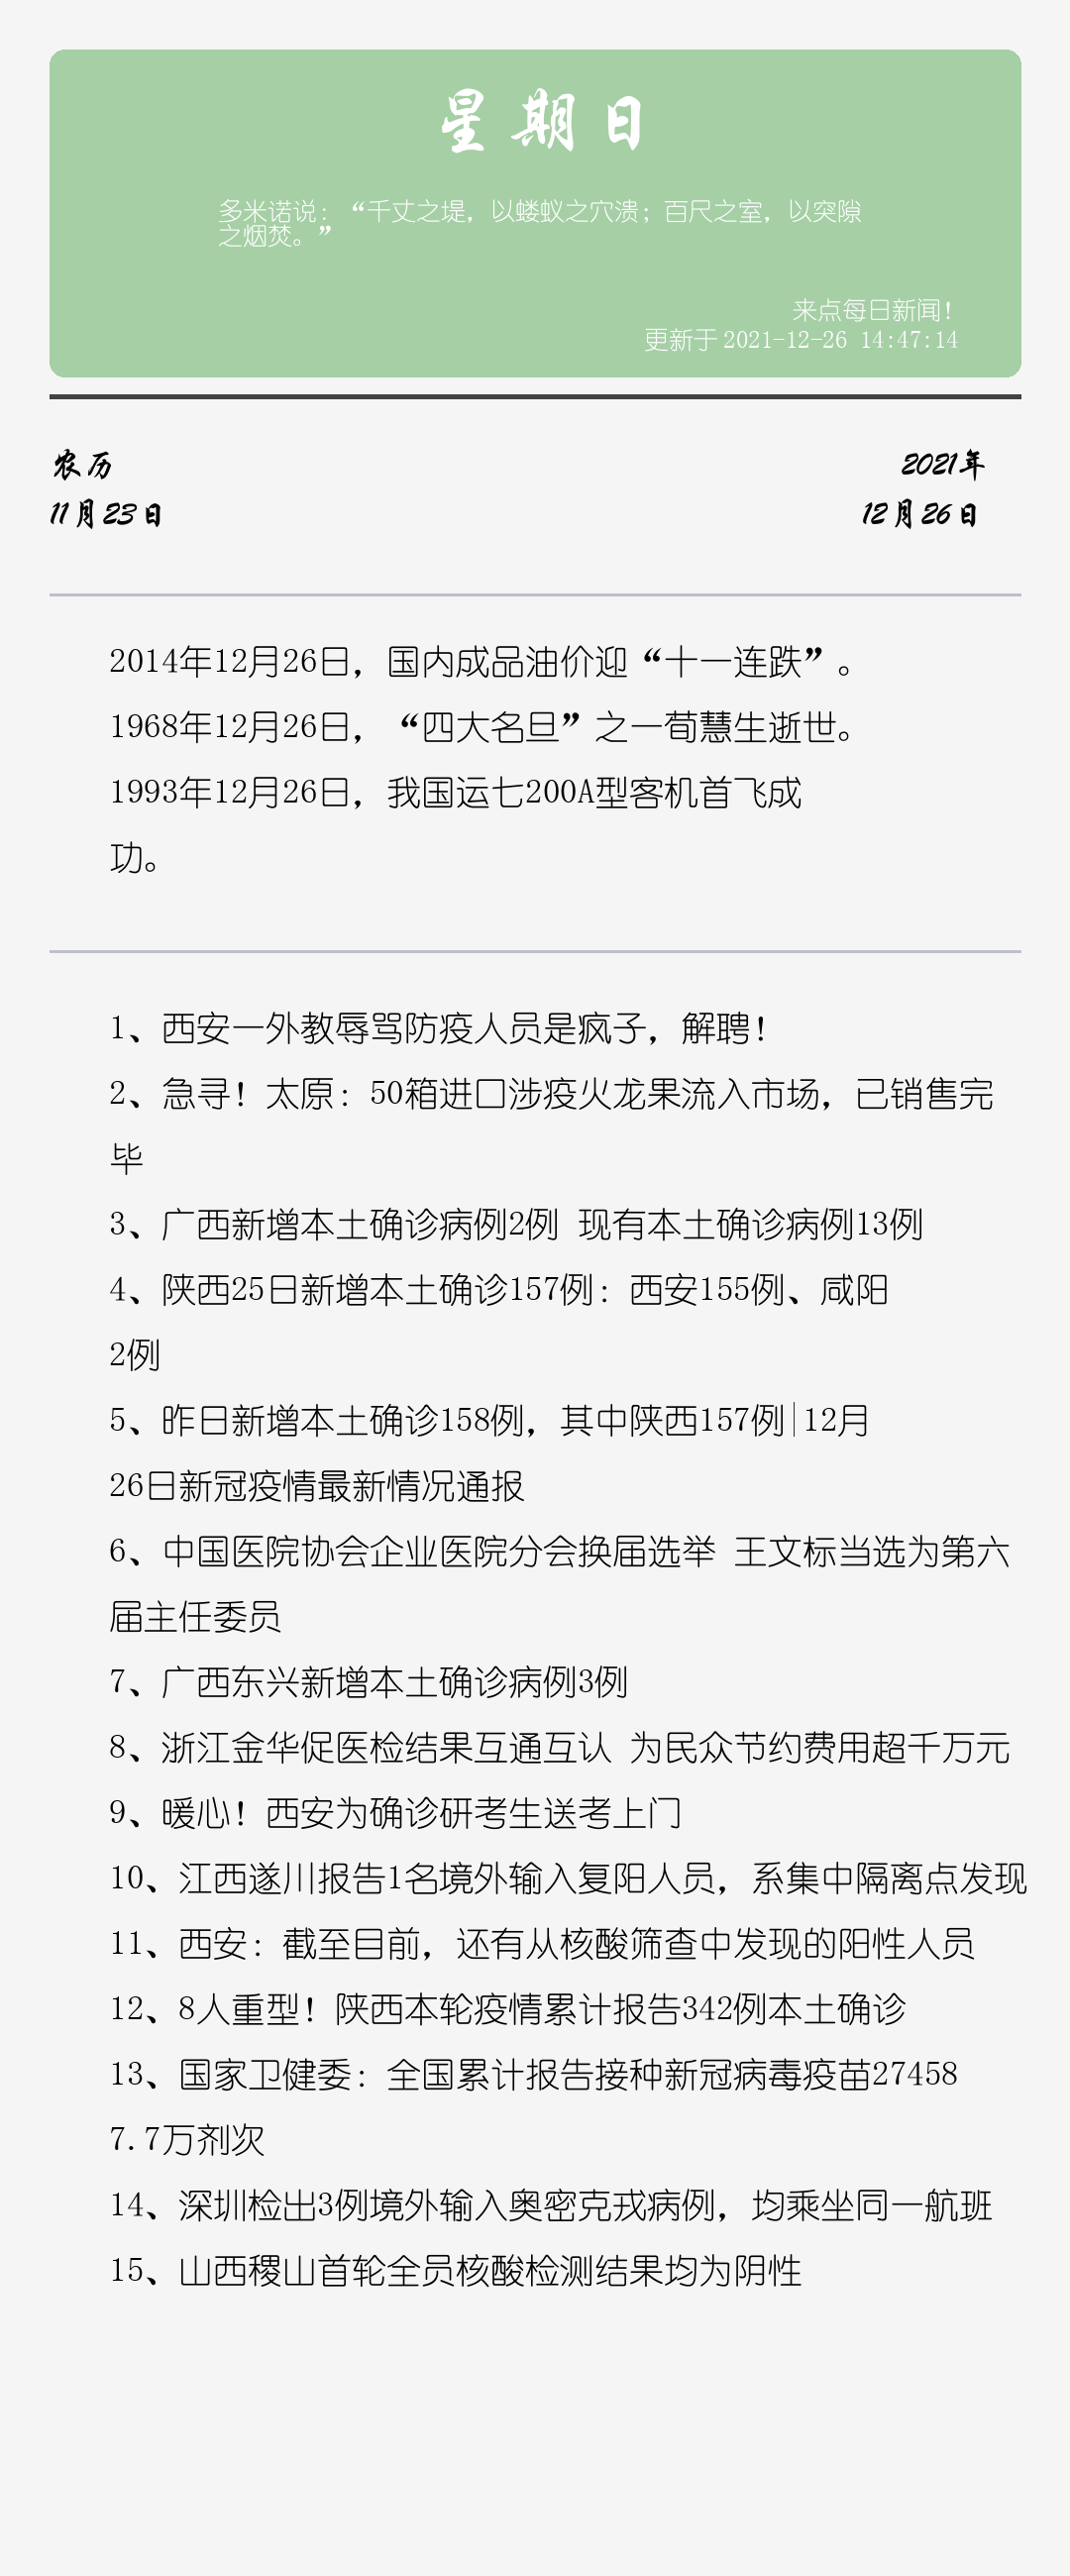 星期日
多米诺说：“千丈之堤，以蝼蚁之穴溃；百尺之室，以突隙
之烟焚。”
来点每日新闻！
更新于2021-12-26 14:47:14
农历
2021年
11月23日
12月26日
2014年12月26日，国内成品油价迎“十一连跌”。
1968年12月26日，“四大名旦”之一荀慧生逝世。
1993年12月26日，我国运七200A型客机首飞成
功。
1、西安一外教辱骂防疫人员是疯子，解聘！
2、急寻！太原：50箱进口涉疫火龙果流入市场，已销售完
毕
3、广西新增本土确诊病例2例 现有本土确诊病例13例
4、陕西25日新增本土确诊157例：西安155例、咸阳
2例
5、昨日新增本土确诊158例，其中陕西157例|12月
26日新冠疫情最新情况通报
6、中国医院协会企业医院分会换届选举 王文标当选为第六
届主任委员
7、广西东兴新增本土确诊病例3例
8、浙江金华促医检结果互通互认 为民众节约费用超千万元
9、暖心！西安为确诊研考生送考上门
10、江西遂川报告1名境外输入复阳人员，系集中隔离点发现
11、西安：截至目前，还有从核酸筛查中发现的阳性人员
12、8人重型！陕西本轮疫情累计报告342例本土确诊
13、国家卫健委：全国累计报告接种新冠病毒疫苗27458
7.7万剂次
14、深圳检出3例境外输入奥密克戎病例，均乘坐同一航班
15、山西稷山首轮全员核酸检测结果均为阴性